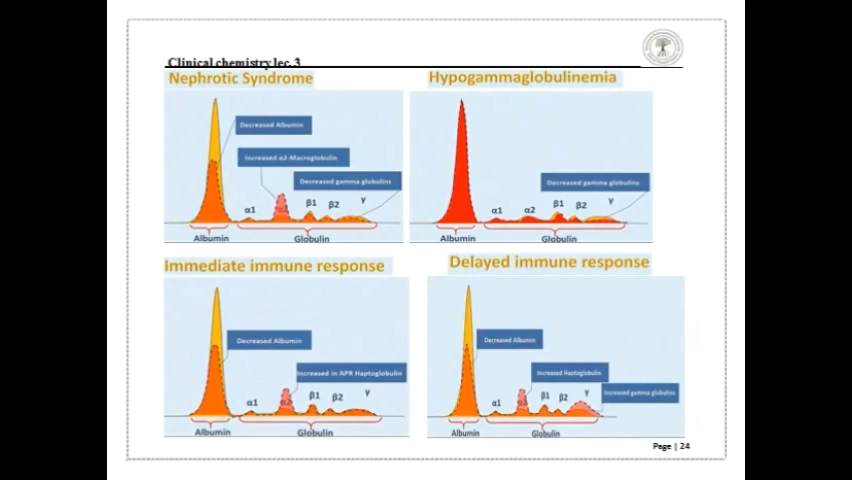 Clinical chemistry lec. 3
Nephrotic Syndrome
Decreased Albumin
Increased α2-Macroglobulin
Decreased gamma globulins
α1
β1
β2
γ
Albumin
Globulin
Hypogammaglobulinemia
Decreased gamma globulins
α1
α2
β1
β2
γ
Albumin
Globulin
Immediate immune response
Decreased Albumin
Increased in APR Haptoglobulin
α1
α2
β1
β2
γ
Albumin
Globulin
Delayed immune response
Decreased Albumin
Increased Haptoglobulin
Increased gamma globulins
α1
α2
β1
β2
γ
Albumin
Globulin
Page | 24